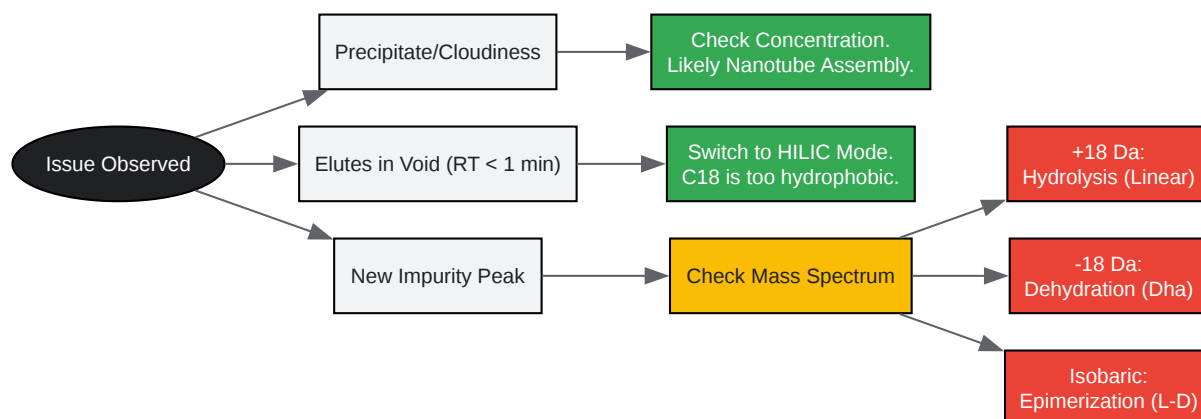 Precipitate/Cloudiness
Check Concentration.
Likely Nanotube Assembly.
Issue Observed
Elutes in Void (RT < 1 min)
Switch to HILIC Mode.
C18 is too hydrophobic.
+18 Da:
Hydrolysis (Linear)
New Impurity Peak
Check Mass Spectrum
-18 Da:
Dehydration (Dha)
Isobaric:
Epimerization (L-D)